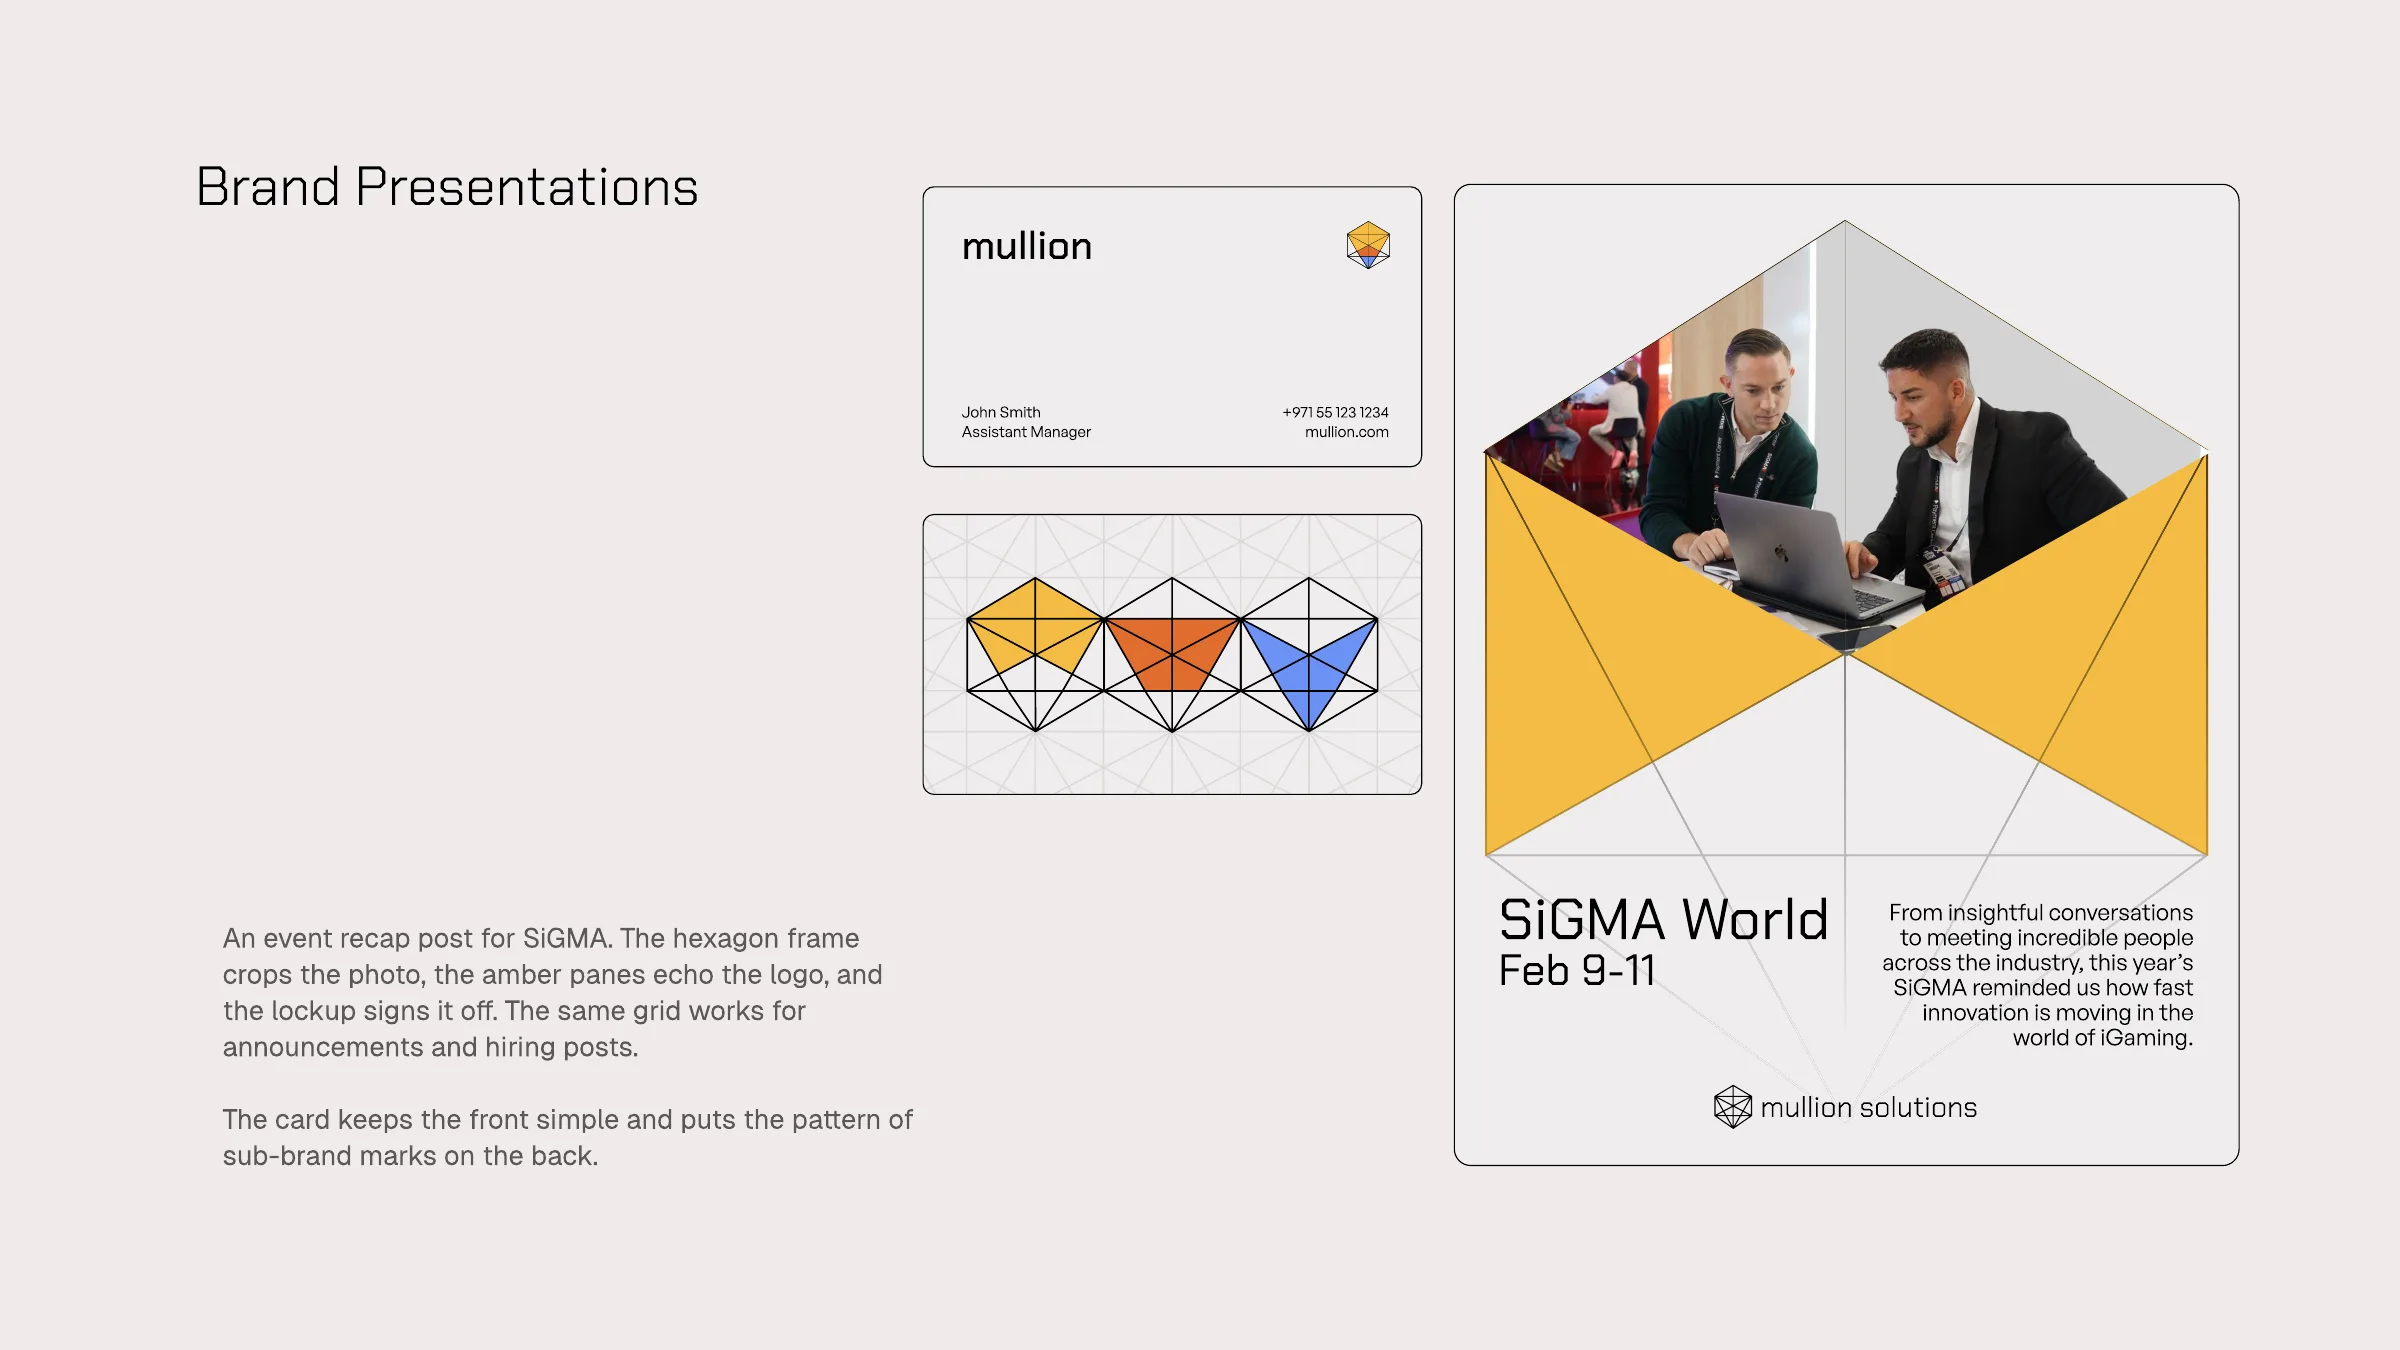 Brand Presentations
mullion
John Smith
Assistant Manager
+971 55 123 1234
mullion.com
An event recap post for SiGMA. The hexagon frame
crops the photo, the amber panes echo the logo, and
the lockup signs it off. The same grid works for
announcements and hiring posts.
The card keeps the front simple and puts the pattern of
sub-brand marks on the back.
SiGMA World
Feb 9-11
From insightful conversations
to meeting incredible people
across the industry, this year's
SiGMA reminded us how fast
innovation is moving in the
world of iGaming.
mullion solutions